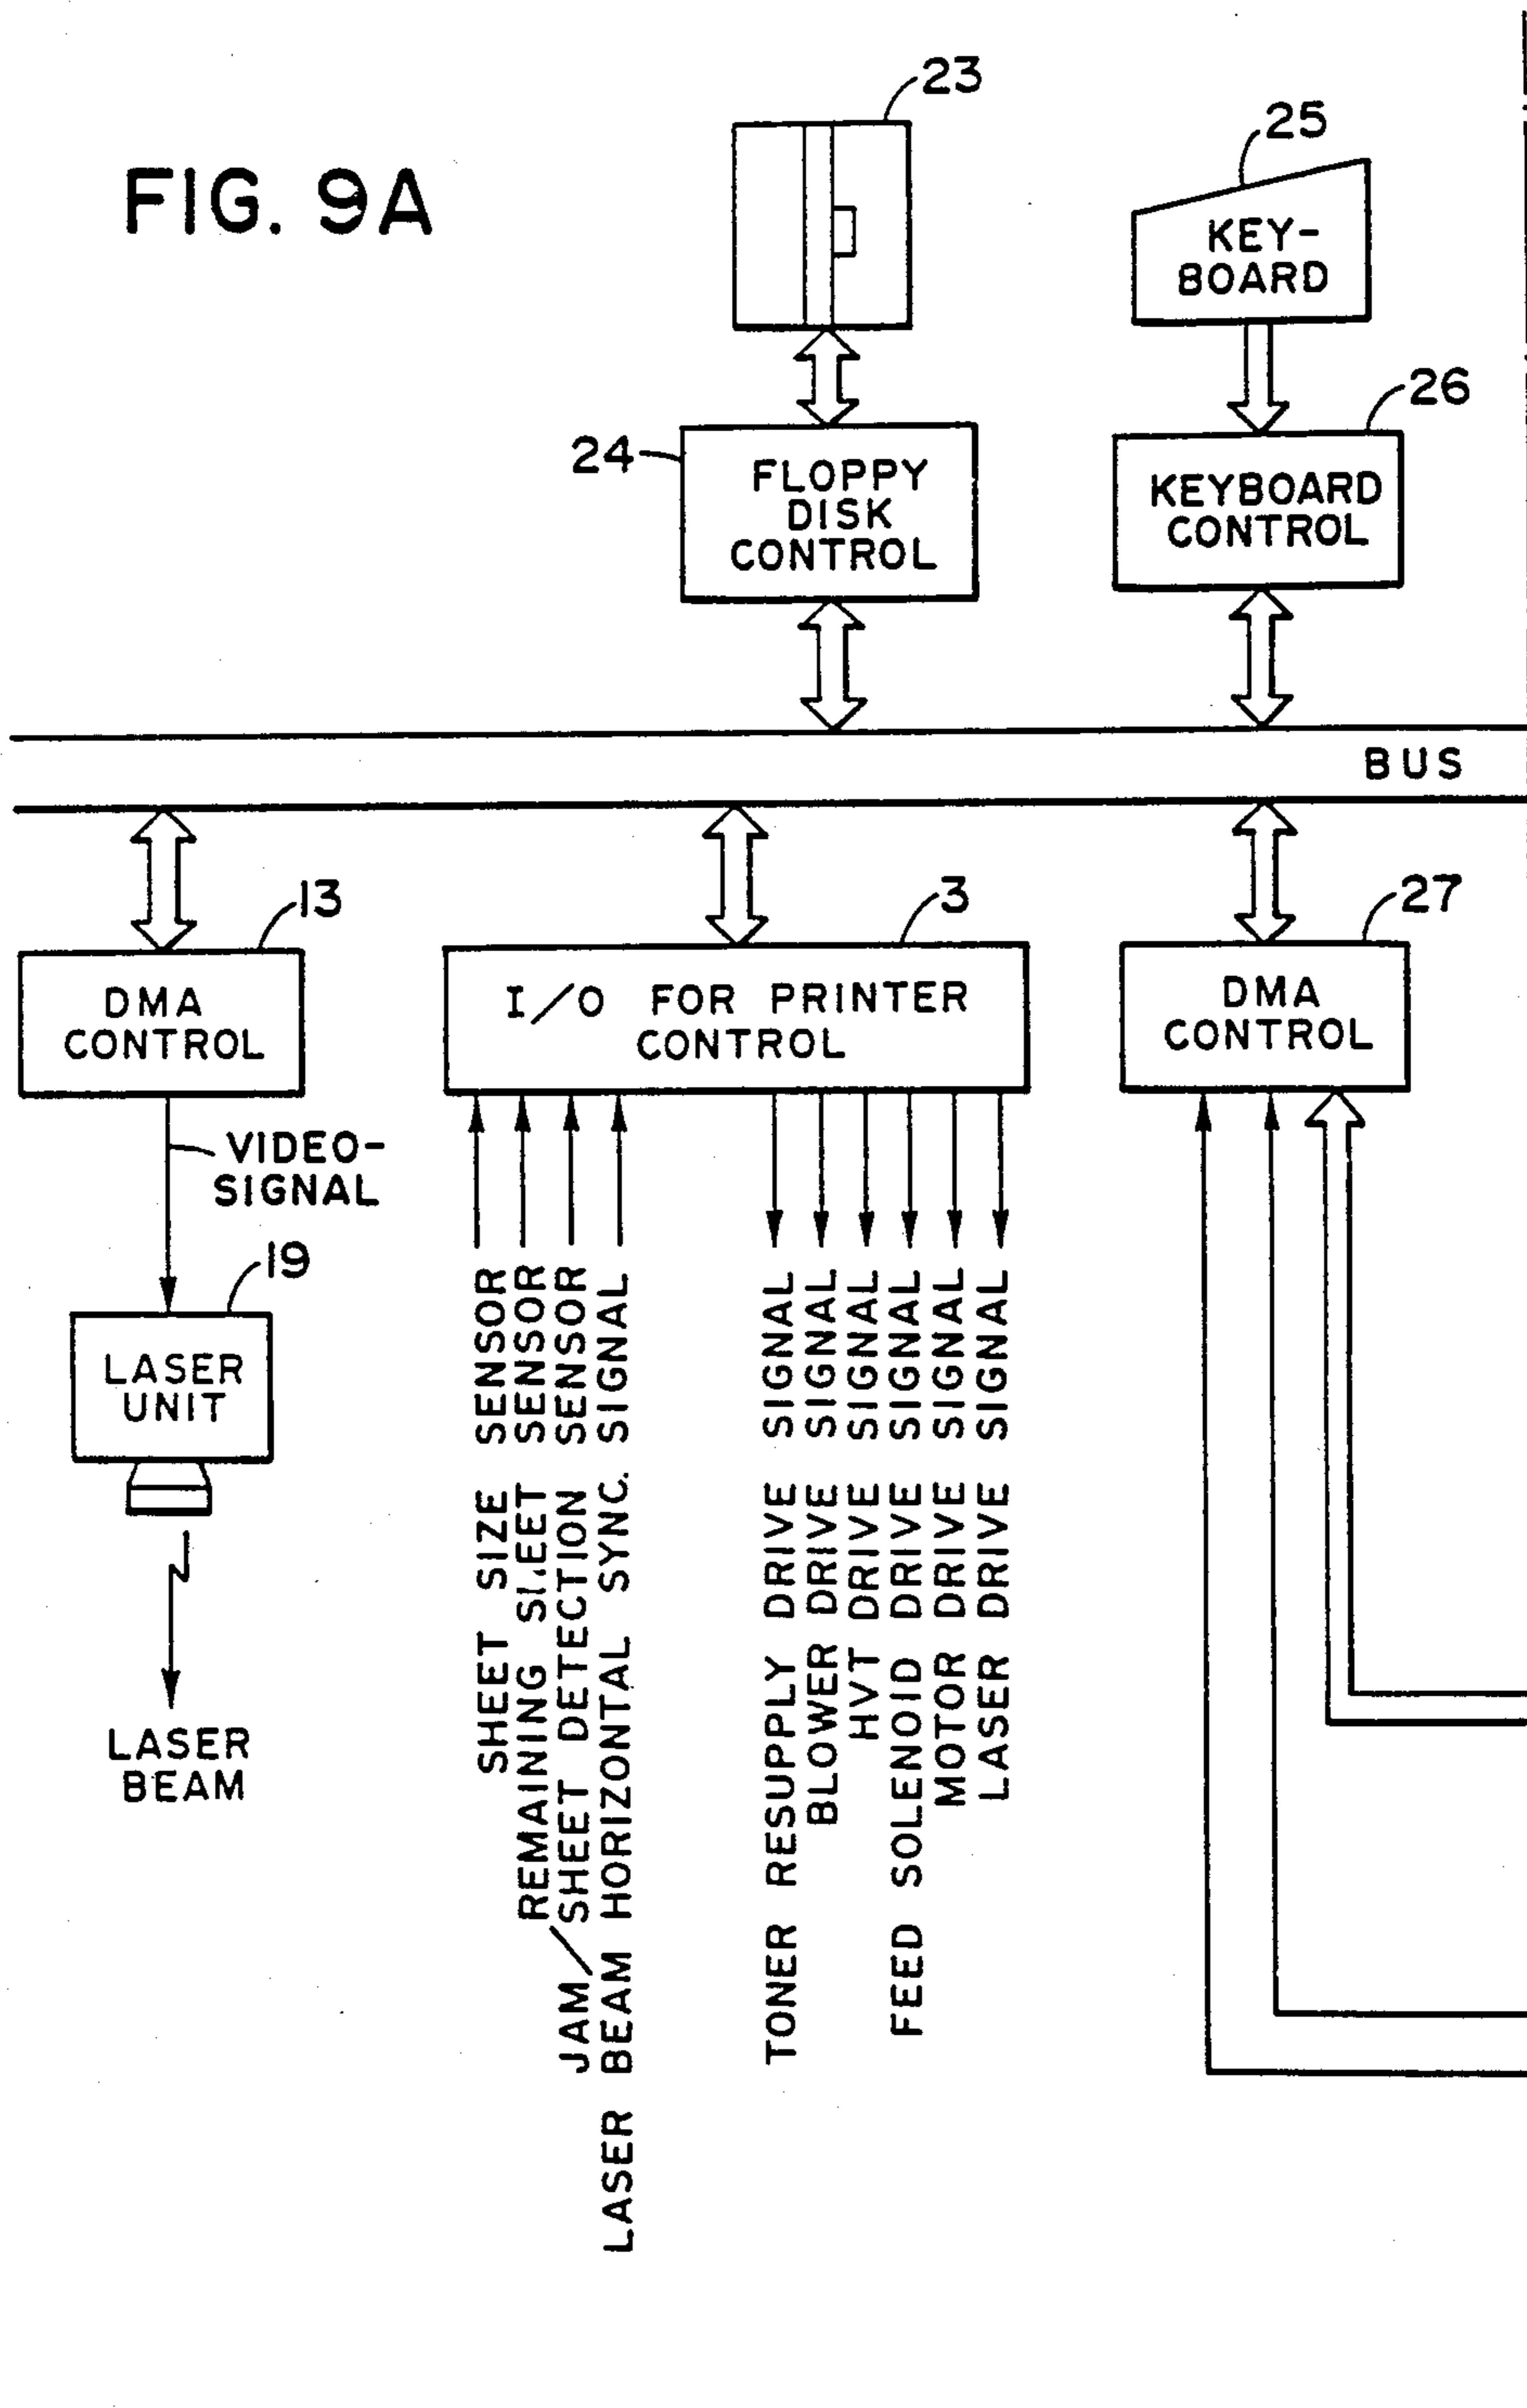 FIG. 9A
23
25
KEY-
BOARD
24
FLOPPY
DISK
CONTROL
26
KEYBOARD
CONTROL
BUS
13
DMA
CONTROL
3
I/O FOR PRINTER
CONTROL
27
DMA
CONTROL
VIDEO-
SIGNAL
19
LASER
UNIT
LASER
BEAM
SHEET SIZE SENSOR
REMAINING SHEET SENSOR
JAM/SHEET DETECTION SENSOR
LASER BEAM HORIZONTAL SYNC. SIGNAL
TONER RESUPPLY DRIVE SIGNAL
BLOWER DRIVE SIGNAL
HVT DRIVE SIGNAL
FEED SOLENOID DRIVE SIGNAL
MOTOR DRIVE SIGNAL
LASER DRIVE SIGNAL